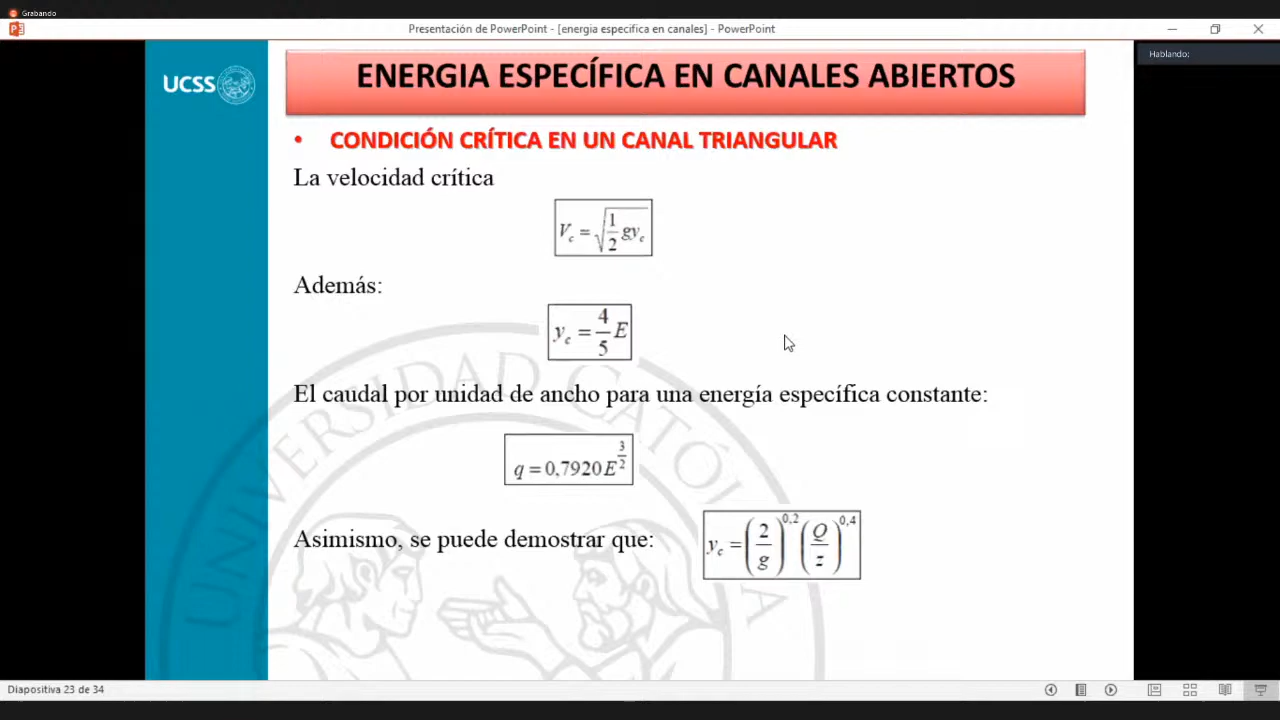 Grabando
Presentación de PowerPoint - [energia especifica en canales] - PowerPoint
Hablando:
UCSS
ENERGIA ESPECÍFICA EN CANALES ABIERTOS
• CONDICIÓN CRÍTICA EN UN CANAL TRIANGULAR
La velocidad crítica
V_c = √(1/2 gy_c)
Además:
y_c = 4/5 E
El caudal por unidad de ancho para una energía específica constante:
q = 0,7920 E^(3/2)
Asimismo, se puede demostrar que:
y_c = (2/g)^0,2 (Q/z)^0,4
UNIVERSIDAD CATÓLICA
Diapositiva 23 de 34